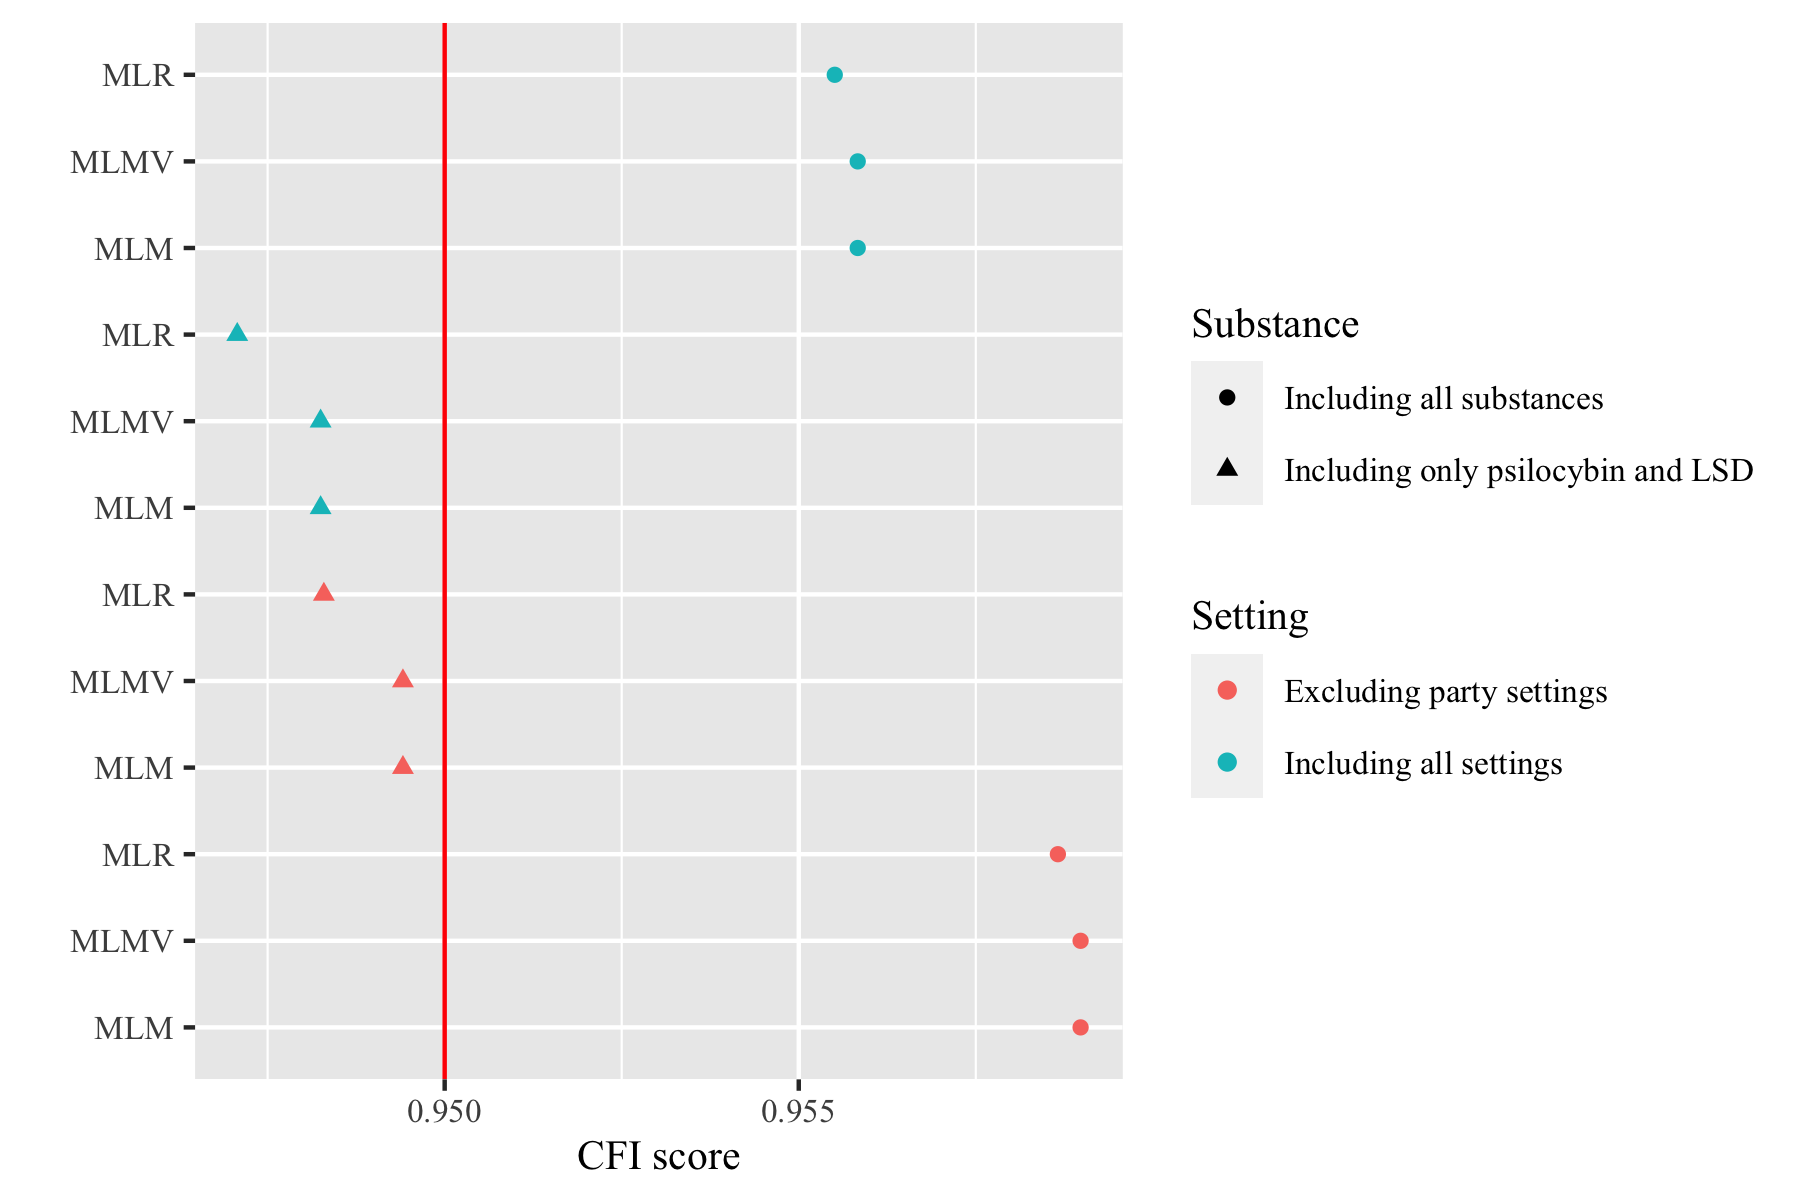 MLR
MLMV
MLM
MLR
MLMV
MLM
MLR
MLMV
MLM
MLR
MLMV
MLM
0.950
0.955
CFI score
Substance
Including all substances
Including only psilocybin and LSD
Setting
Excluding party settings
Including all settings